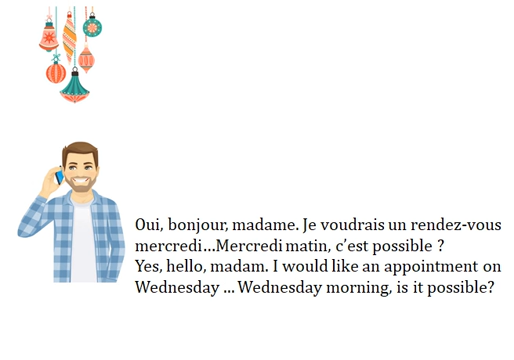 Oui, bonjour, madame. Je voudrais un rendez-vous
mercredi...Mercredi matin, c’est possible ?
Yes, hello, madam. I would like an appointment on
Wednesday ... Wednesday morning, is it possible?